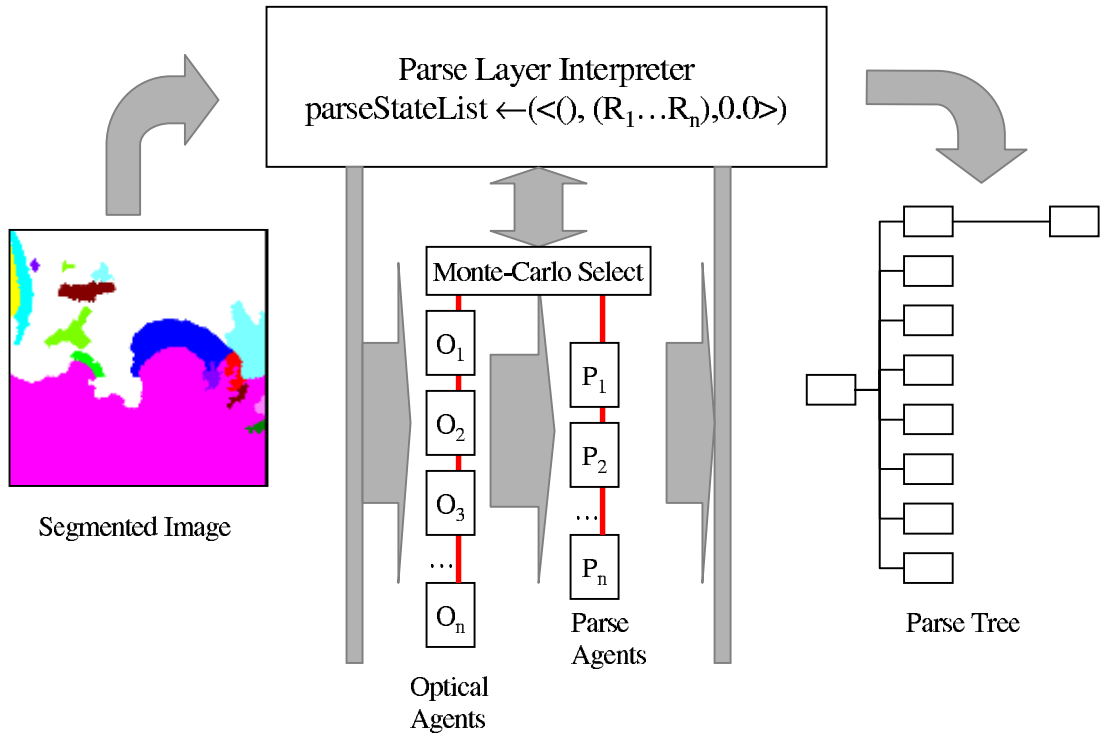 Parse Layer Interpreter
parseStateList ←(<(), (R₁…Rₙ),0.0>)
Monte-Carlo Select
O₁
O₂
O₃
…
Oₙ
P₁
P₂
…
Pₙ
Segmented Image
Optical
Agents
Parse
Agents
Parse Tree